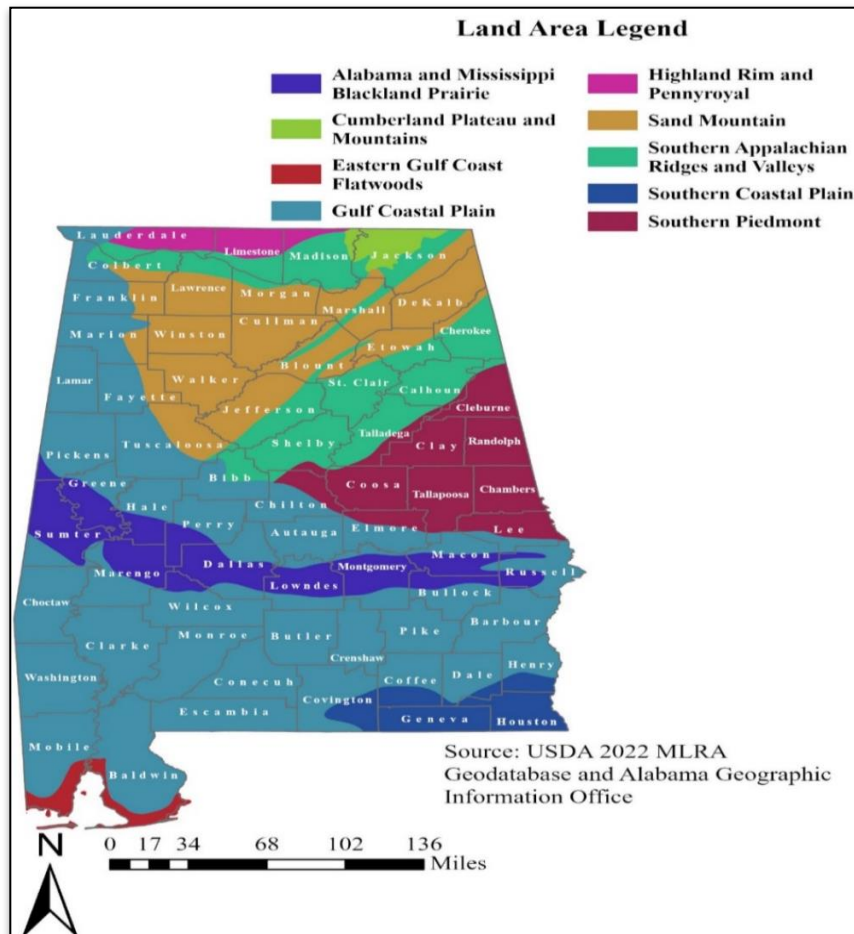 Land Area Legend
Alabama and Mississippi
Blackland Prairie
Cumberland Plateau and
Mountains
Eastern Gulf Coast
Flatwoods
Gulf Coastal Plain
Highland Rim and
Pennyroyal
Sand Mountain
Southern Appalachian
Ridges and Valleys
Southern Coastal Plain
Southern Piedmont
Lauderdale
Limestone
Madison
Jackson
Colbert
Franklin
Lawrence
Morgan
Marshall
DeKalb
Marion
Winston
Cullman
Cherokee
Etowah
Blount
Lamar
Fayette
Walker
Jefferson
St. Clair
Calhoun
Cleburne
Tuscaloosa
Shelby
Talladega
Clay
Randolph
Pickens
Bibb
Greene
Hale
Perry
Chilton
Coosa
Tallapoosa
Chambers
Sumter
Autauga
Elmore
Lee
Marengo
Dallas
Lowndes
Montgomery
Macon
Russell
Bullock
Choctaw
Wilcox
Clarke
Monroe
Butler
Crenshaw
Pike
Barbour
Washington
Conecuh
Covington
Coffee
Dale
Henry
Escambia
Geneva
Houston
Mobile
Baldwin
Source: USDA 2022 MLRA
Geodatabase and Alabama Geographic
Information Office
N
0 17 34 68 102 136
Miles